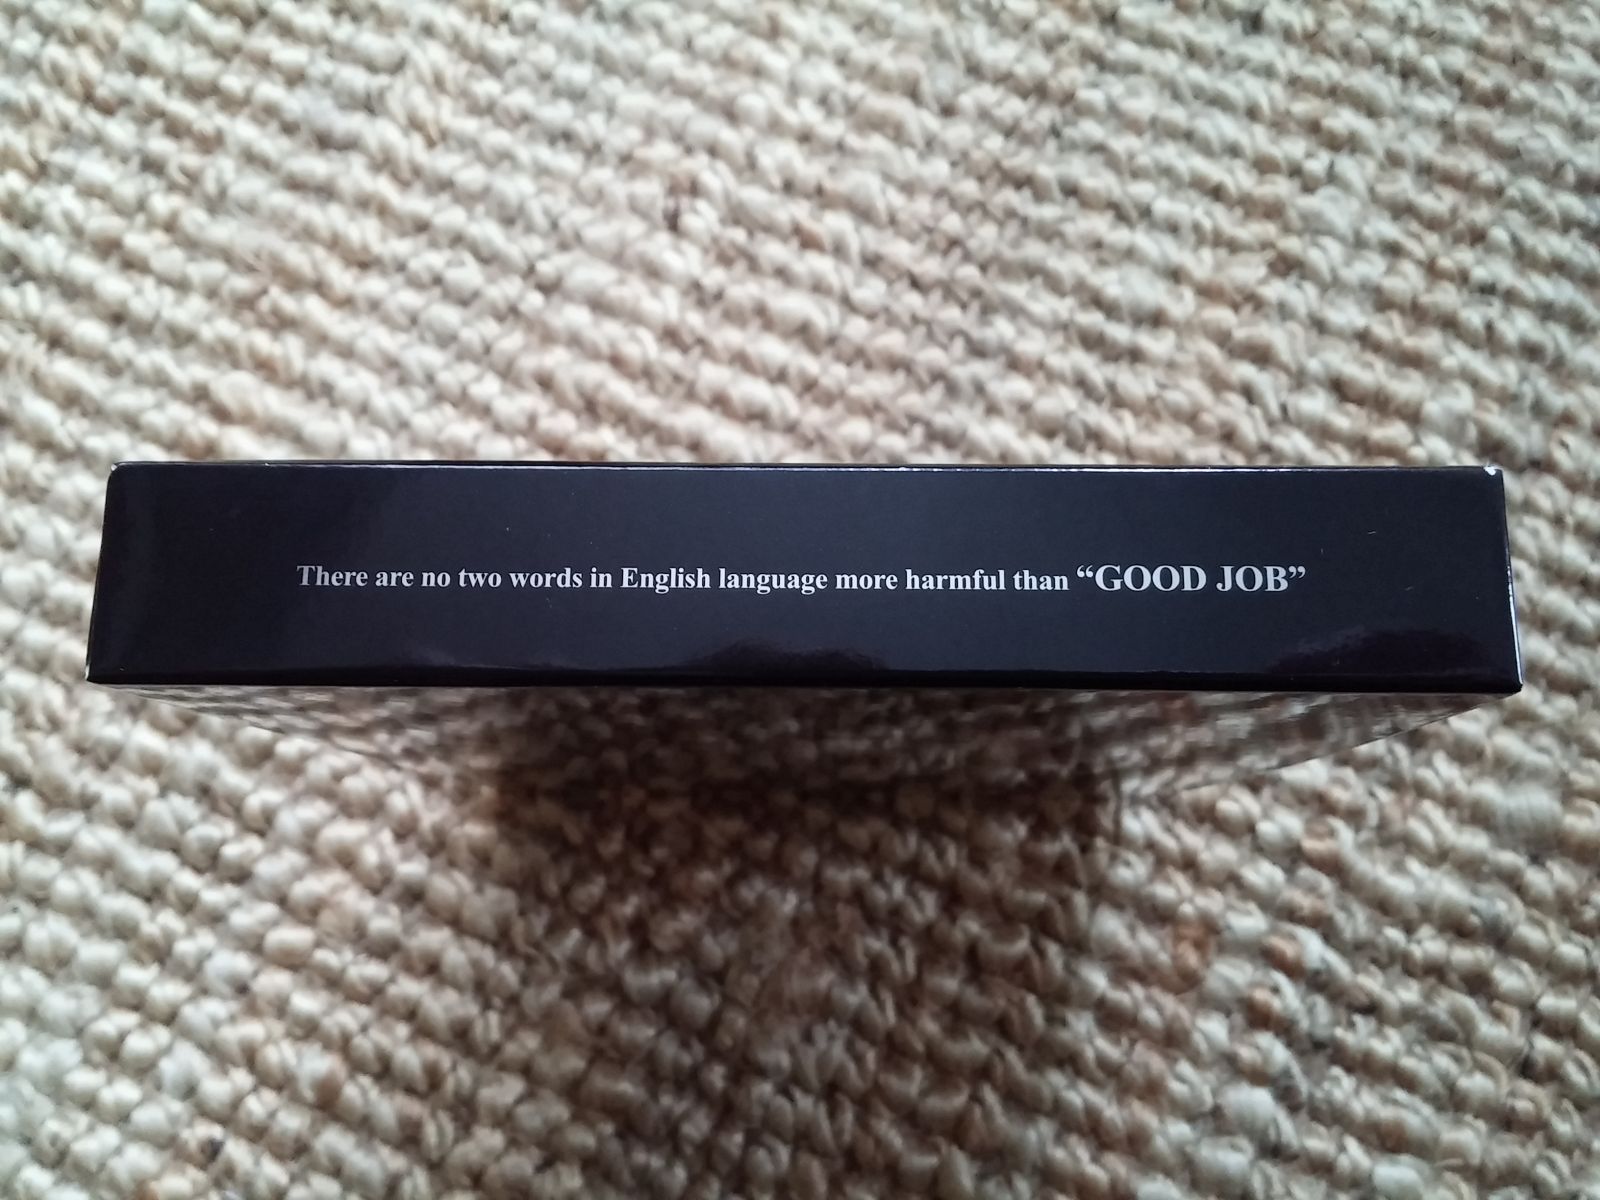 There are no two words in English language more harmful than “GOOD JOB”